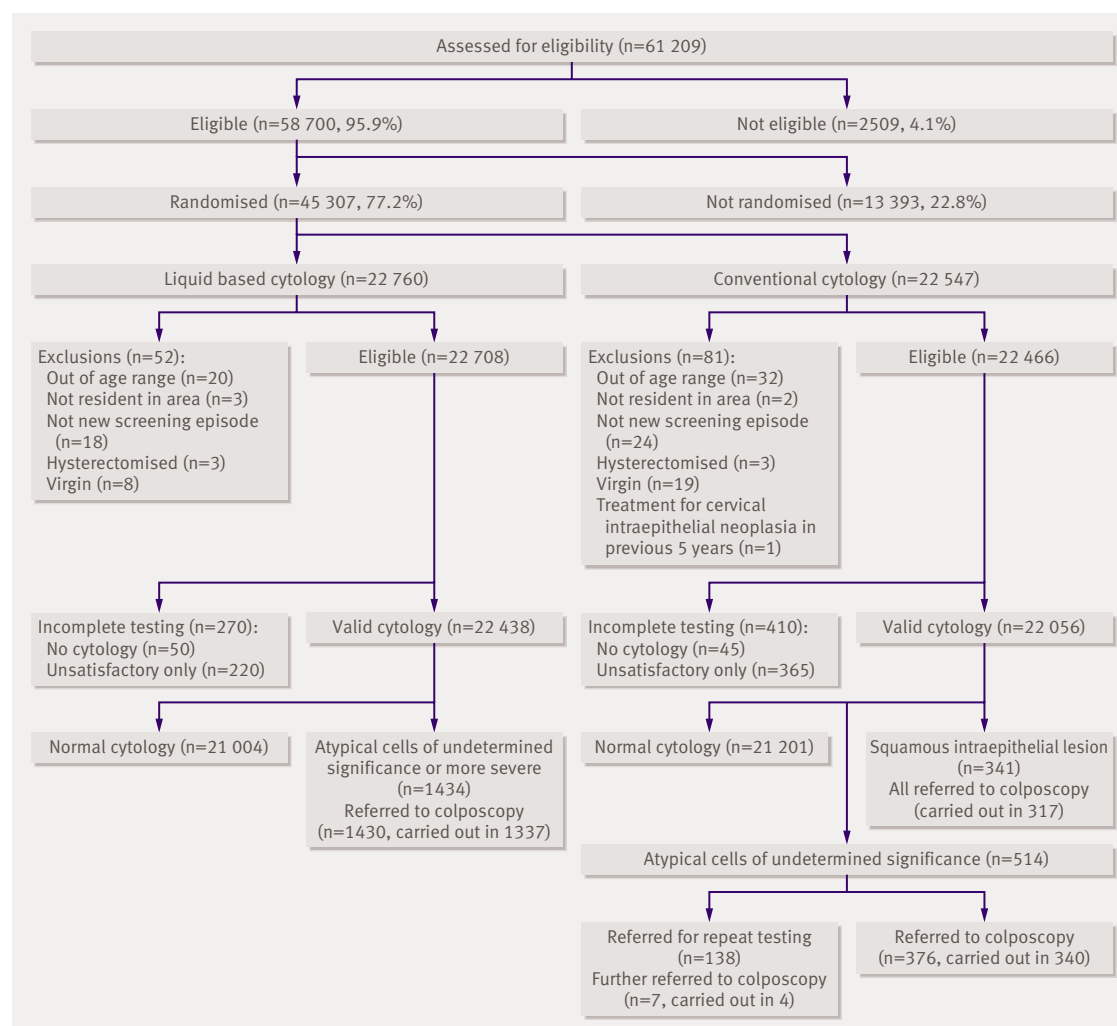 Assessed for eligibility (n=61 209)
Eligible (n=58 700, 95.9%)
Not eligible (n=2509, 4.1%)
Randomised (n=45 307, 77.2%)
Not randomised (n=13 393, 22.8%)
Liquid based cytology (n=22 760)
Conventional cytology (n=22 547)
Exclusions (n=52):
Out of age range (n=20)
Not resident in area (n=3)
Not new screening episode
(n=18)
Hysterectomised (n=3)
Virgin (n=8)
Eligible (n=22 708)
Exclusions (n=81):
Out of age range (n=32)
Not resident in area (n=2)
Not new screening episode
(n=24)
Hysterectomised (n=3)
Virgin (n=19)
Treatment for cervical
intraepithelial neoplasia in
previous 5 years (n=1)
Eligible (n=22 466)
Incomplete testing (n=270):
No cytology (n=50)
Unsatisfactory only (n=220)
Valid cytology (n=22 438)
Incomplete testing (n=410):
No cytology (n=45)
Unsatisfactory only (n=365)
Valid cytology (n=22 056)
Normal cytology (n=21 004)
Atypical cells of undetermined
significance or more severe
(n=1434)
Referred to colposcopy
(n=1430, carried out in 1337)
Normal cytology (n=21 201)
Squamous intraepithelial lesion
(n=341)
All referred to colposcopy
(carried out in 317)
Atypical cells of undetermined significance (n=514)
Referred for repeat testing
(n=138)
Further referred to colposcopy
(n=7, carried out in 4)
Referred to colposcopy
(n=376, carried out in 340)